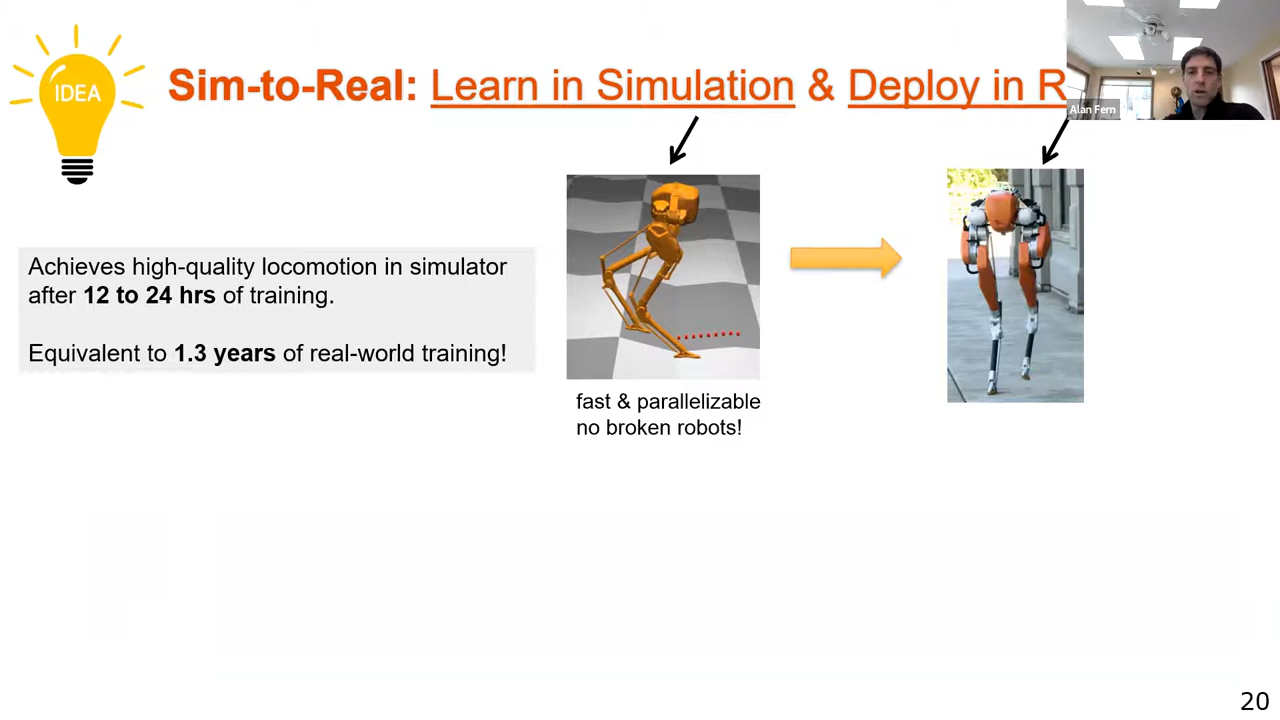 IDEA
Sim-to-Real: Learn in Simulation & Deploy in R
Alan Fern
Achieves high-quality locomotion in simulator
after 12 to 24 hrs of training.
Equivalent to 1.3 years of real-world training!
fast & parallelizable
no broken robots!
20